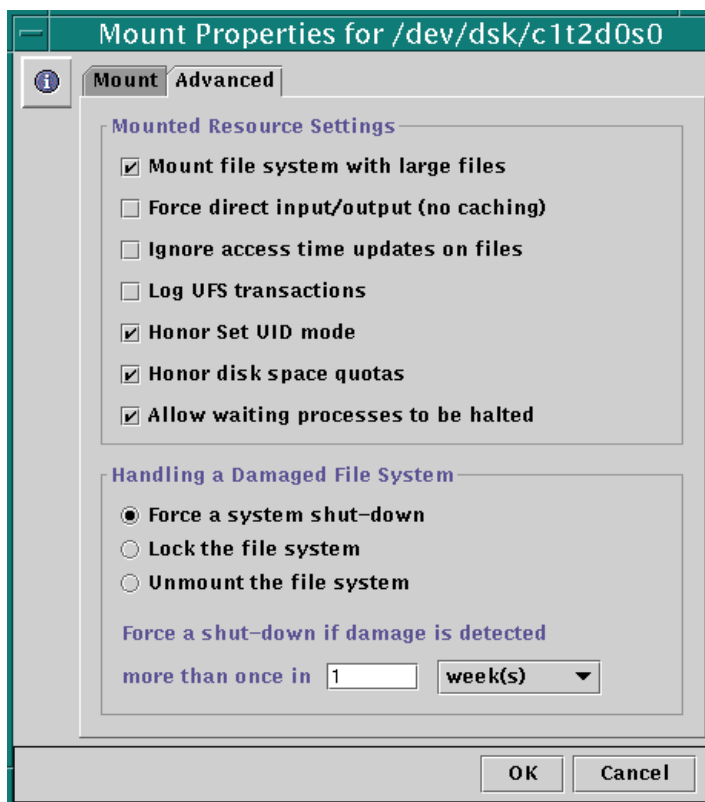 Mount Properties for /dev/dsk/c1t2d0s0
Mount Advanced
Mounted Resource Settings
Mount file system with large files
Force direct input/output (no caching)
Ignore access time updates on files
Log UFS transactions
Honor Set UID mode
Honor disk space quotas
Allow waiting processes to be halted
Handling a Damaged File System
Force a system shut-down
Lock the file system
Unmount the file system
Force a shut-down if damage is detected
more than once in 1 week(s)
OK Cancel